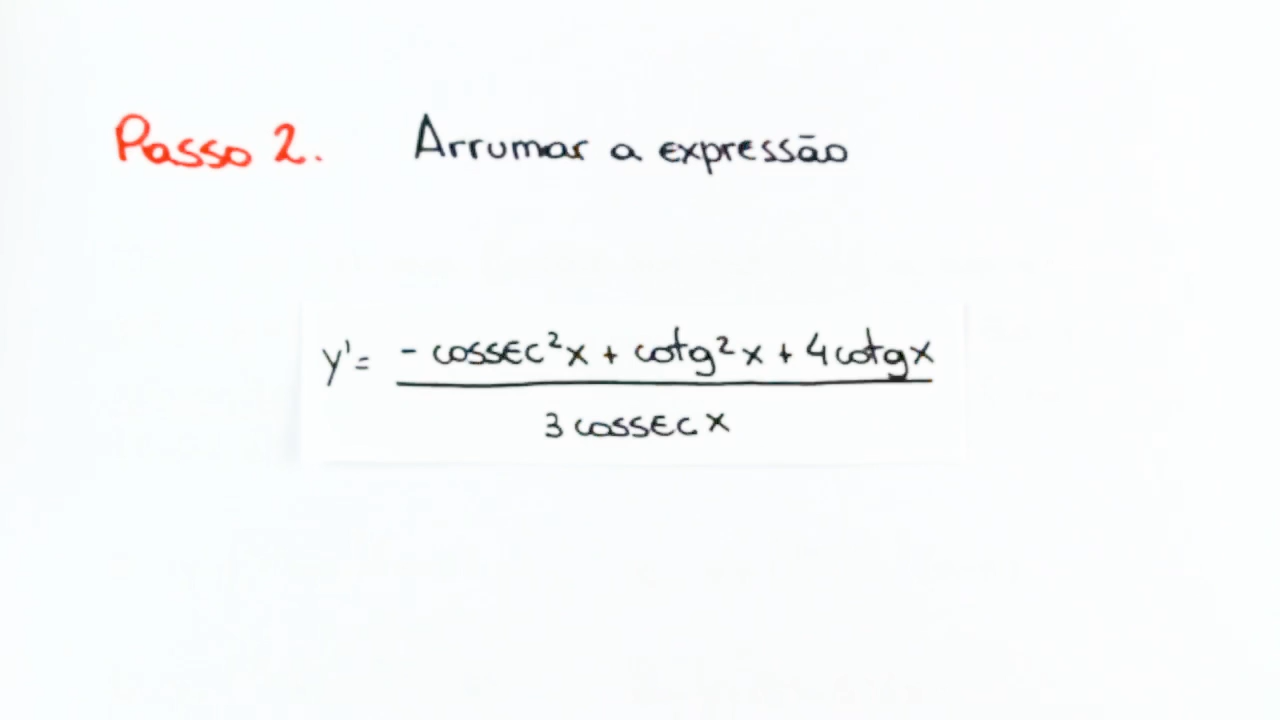 Passo 2. Arrumar a expressão
y' = - cossec²x + cotg²x + 4cotgx
3 cossec x